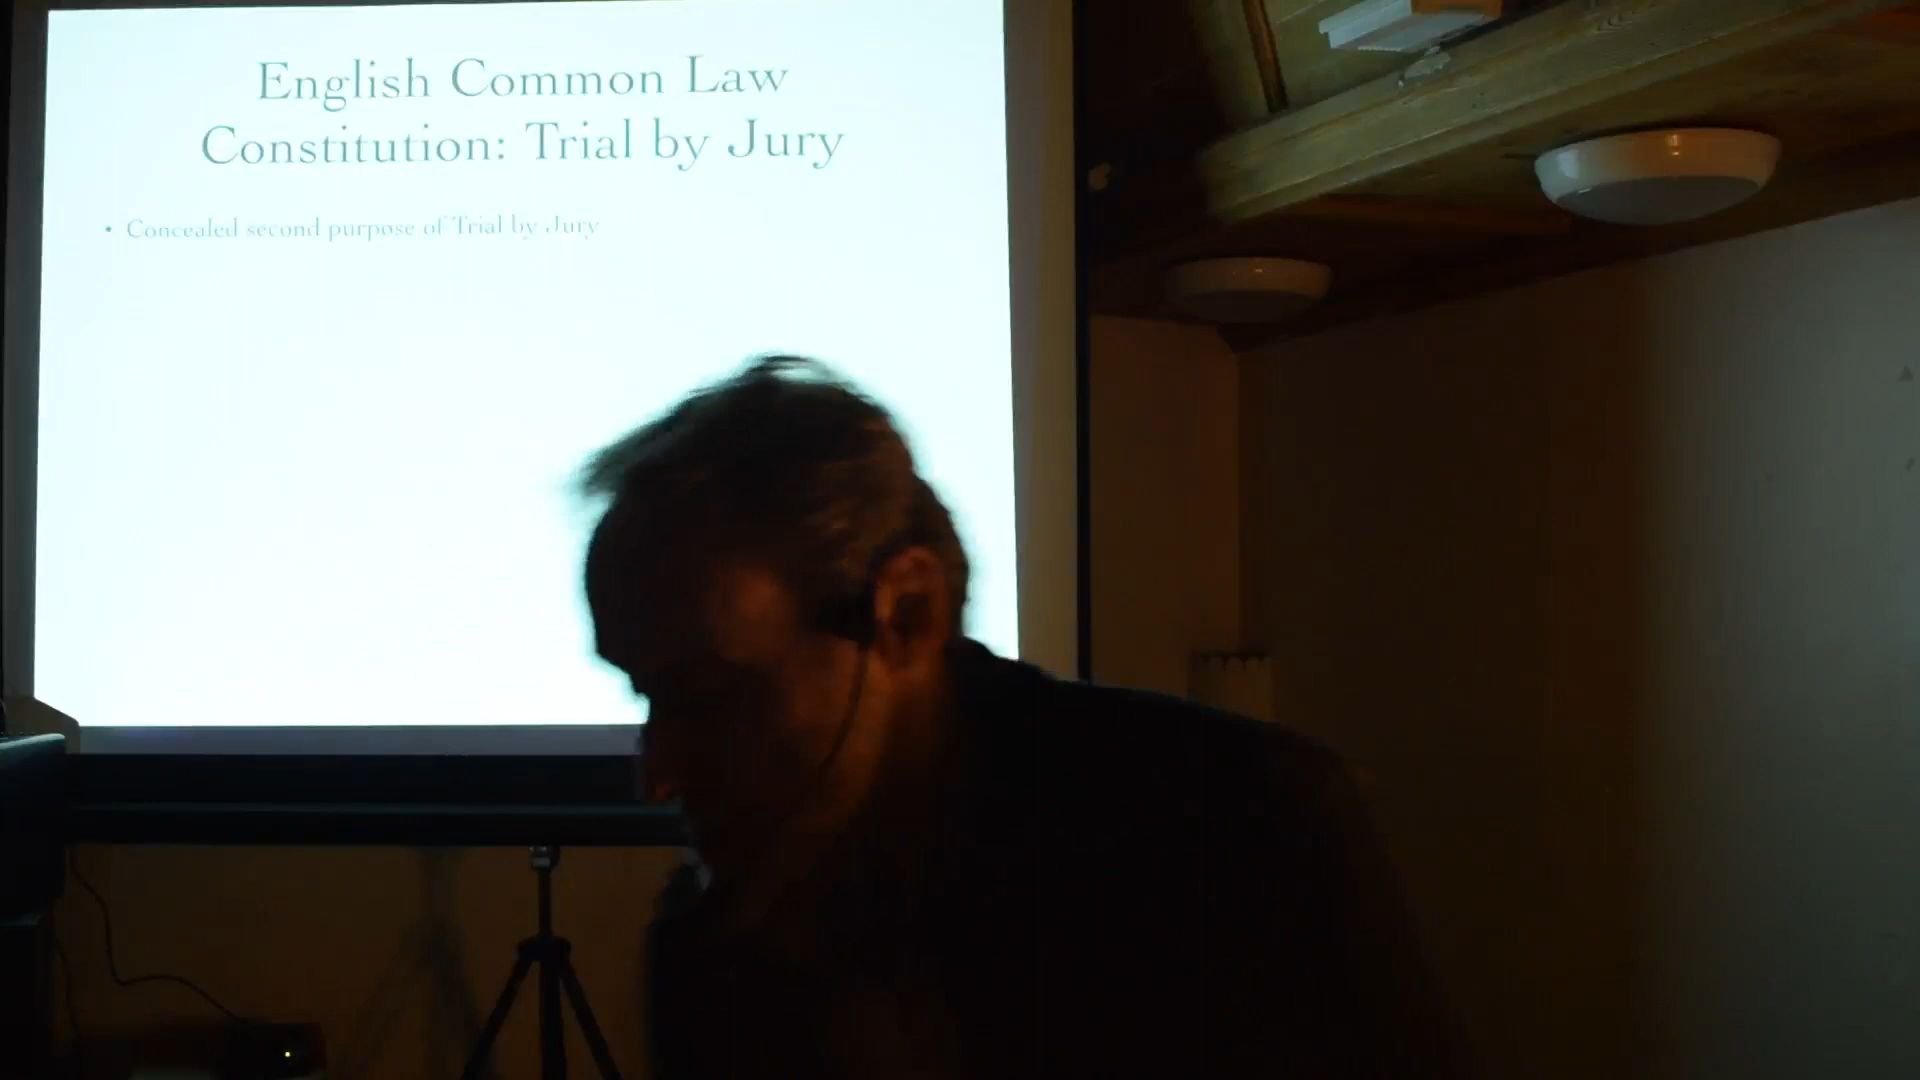 English Common Law
Constitution: Trial by Jury
• Concealed second purpose of Trial by Jury